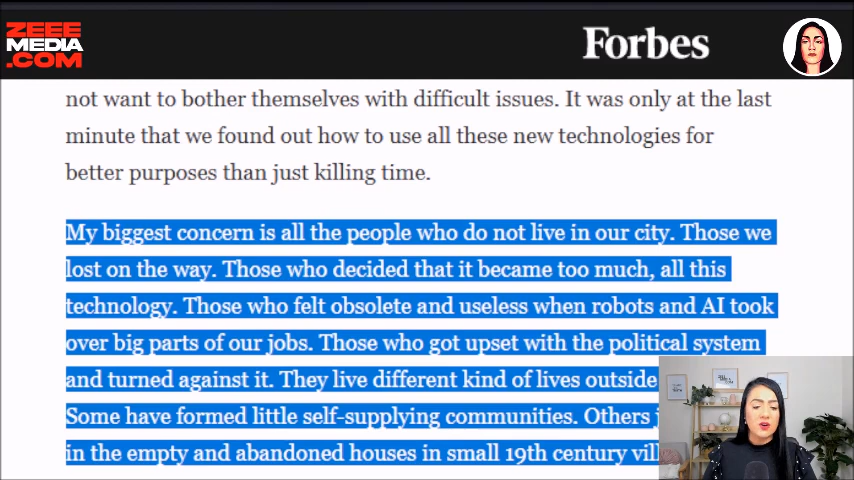 ZEEE
MEDIA
.COM
Forbes
not want to bother themselves with difficult issues. It was only at the last
minute that we found out how to use all these new technologies for
better purposes than just killing time.
My biggest concern is all the people who do not live in our city. Those we
lost on the way. Those who decided that it became too much, all this
technology. Those who felt obsolete and useless when robots and AI took
over big parts of our jobs. Those who got upset with the political system
and turned against it. They live different kind of lives outside
Some have formed little self-supplying communities. Others
in the empty and abandoned houses in small 19th century